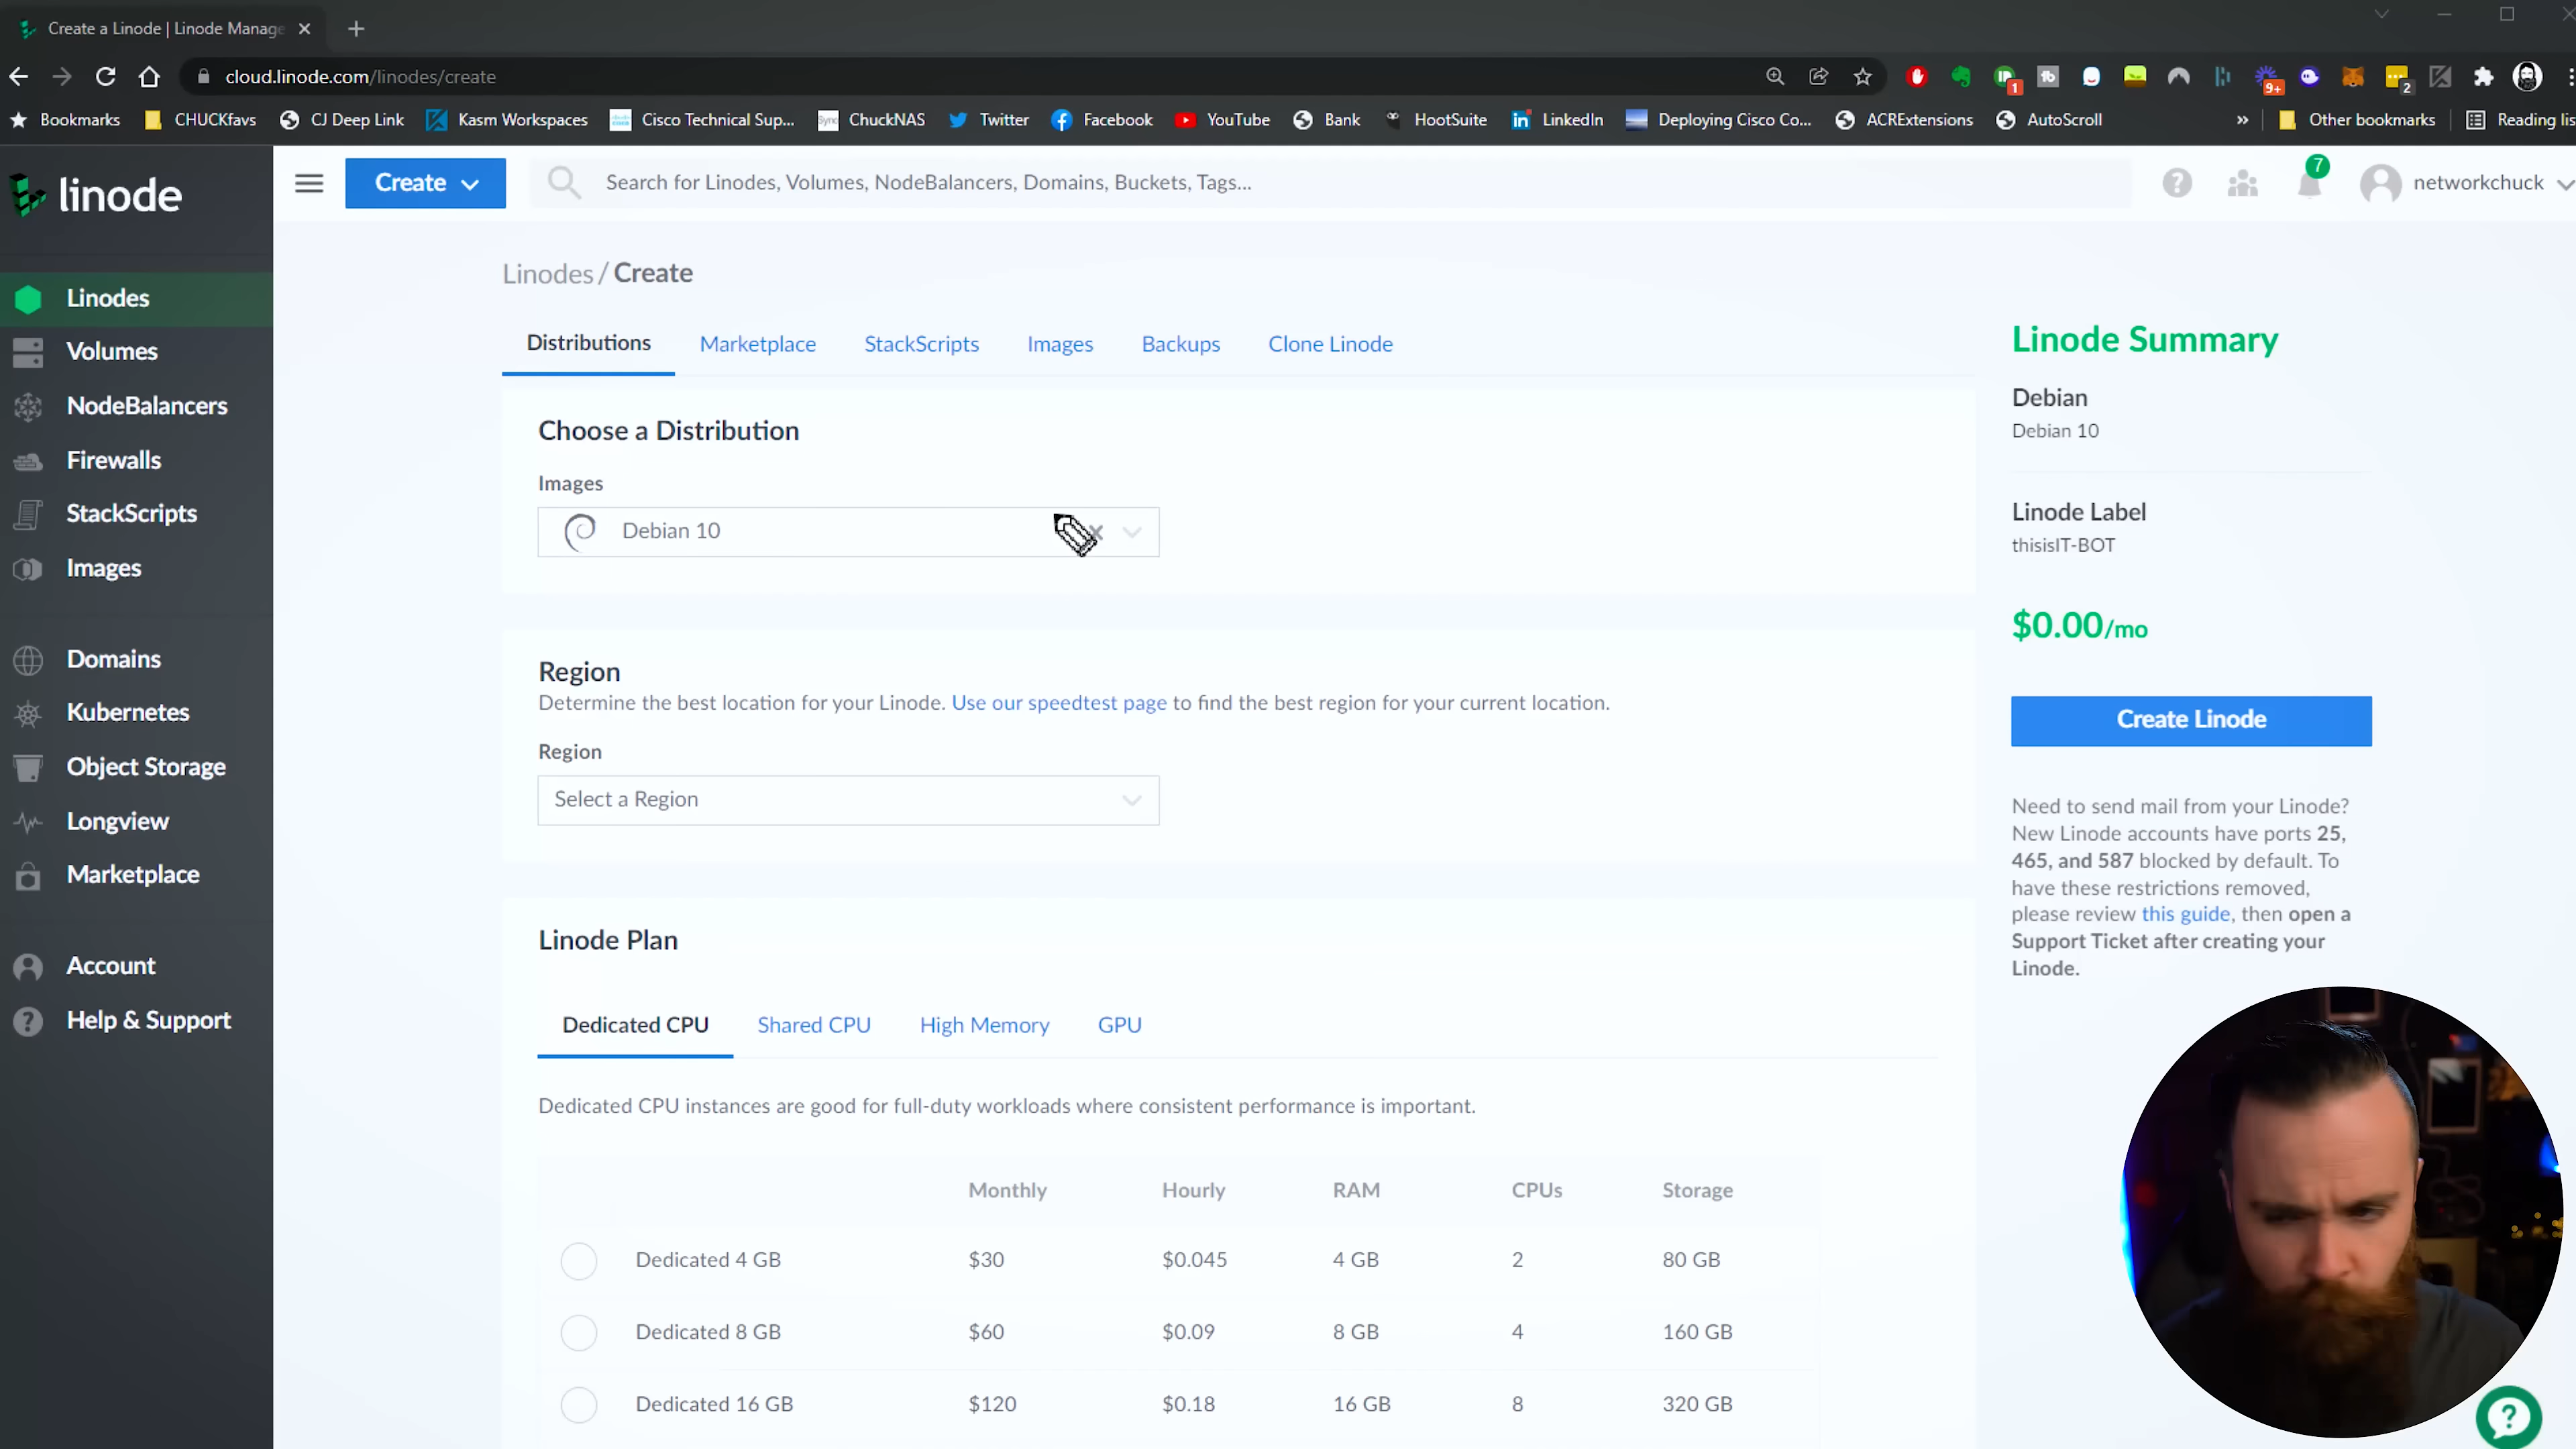 Create a Linode | Linode Manage
cloud.linode.com/linodes/create
1
9+
2
Bookmarks CHUCKfavs CJ Deep Link Kasm Workspaces Cisco Technical Sup... ChuckNAS Twitter Facebook YouTube Bank HootSuite LinkedIn Deploying Cisco Co... ACRExtensions AutoScroll » Other bookmarks Reading lis
linode
Create
Search for Linodes, Volumes, NodeBalancers, Domains, Buckets, Tags...
7
networkchuck
Linodes
Volumes
NodeBalancers
Firewalls
StackScripts
Images
Domains
Kubernetes
Object Storage
Longview
Marketplace
Account
Help & Support
Linodes / Create
Distributions Marketplace StackScripts Images Backups Clone Linode
Choose a Distribution
Images
Debian 10
Region
Determine the best location for your Linode. Use our speedtest page to find the best region for your current location.
Region
Select a Region
Linode Plan
Dedicated CPU Shared CPU High Memory GPU
Dedicated CPU instances are good for full-duty workloads where consistent performance is important.
Monthly Hourly RAM CPUs Storage
Dedicated 4 GB $30 $0.045 4 GB 2 80 GB
Dedicated 8 GB $60 $0.09 8 GB 4 160 GB
Dedicated 16 GB $120 $0.18 16 GB 8 320 GB
Linode Summary
Debian
Debian 10
Linode Label
thisisIT-BOT
$0.00/mo
Create Linode
Need to send mail from your Linode?
New Linode accounts have ports 25,
465, and 587 blocked by default. To
have these restrictions removed,
please review this guide, then open a
Support Ticket after creating your
Linode.